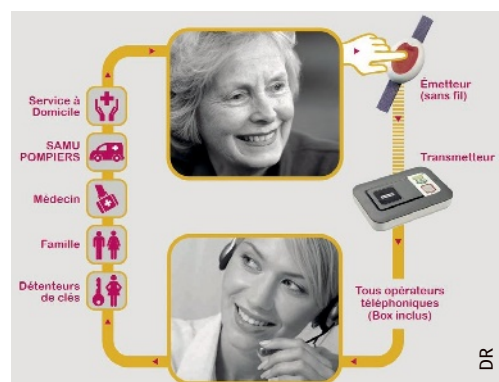 Service à
Domicile
SAMU
POMPIERS
Médecin
Famille
Détenteurs
de clés
Émetteur
(sans fil)
Transmetteur
Tous opérateurs
téléphoniques
(Box inclus)
DR